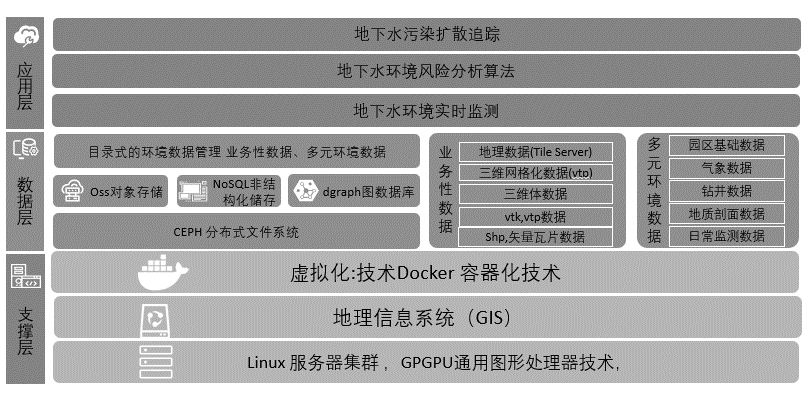 应用层
地下水污染扩散追踪
地下水环境风险分析算法
地下水环境实时监测
数据层
目录式的环境数据管理 业务性数据、多元环境数据
Oss对象存储
NoSQL非结
构化储存
dgraph图数据库
CEPH 分布式文件系统
业务性数据
地理数据(Tile Server)
三维网格化数据(vtp)
三维体数据
vtk,vtp数据
Shp,矢量瓦片数据
多元环境数据
园区基础数据
气象数据
钻井数据
地质剖面数据
日常监测数据
支撑层
虚拟化:技术Docker 容器化技术
地理信息系统（GIS）
Linux 服务器集群 ，GPGPU通用图形处理器技术，